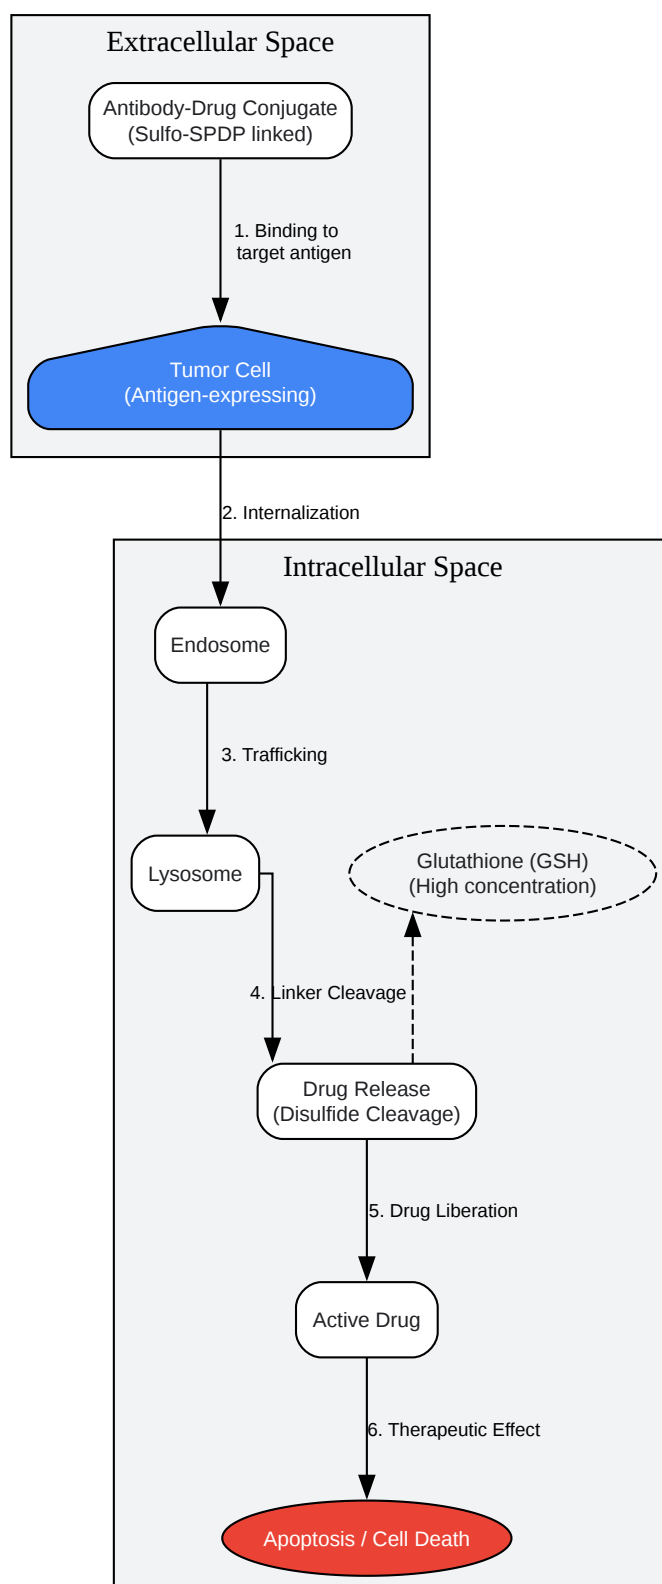 Extracellular Space
Antibody-Drug Conjugate
(Sulfo-SPDP linked)
1. Binding to
target antigen
Tumor Cell
(Antigen-expressing)
2. Internalization
Intracellular Space
Endosome
3. Trafficking
Lysosome
Glutathione (GSH)
(High concentration)
4. Linker Cleavage
Drug Release
(Disulfide Cleavage)
5. Drug Liberation
Active Drug
6. Therapeutic Effect
Apoptosis / Cell Death